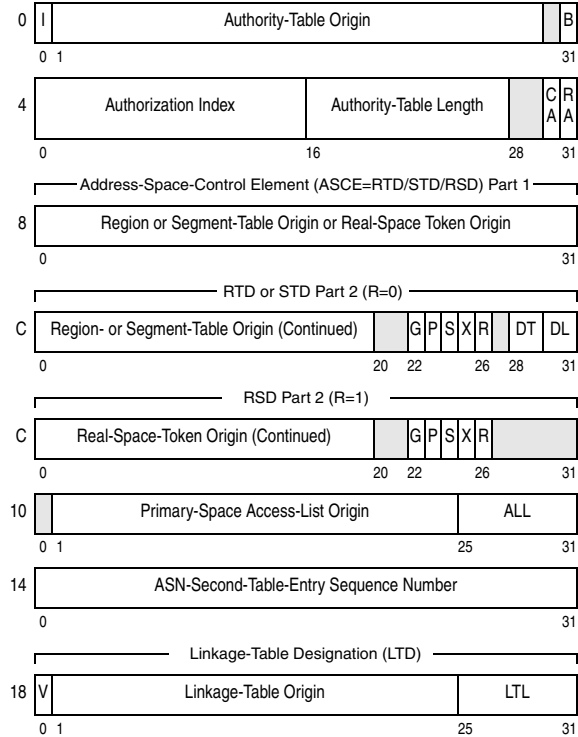 0 I Authority-Table Origin B
0 1 31
4 Authorization Index Authority-Table Length C A R A
0 16 28 31
Address-Space-Control Element (ASCE=RTD/STD/RSD) Part 1
8 Region or Segment-Table Origin or Real-Space Token Origin
0 31
RTD or STD Part 2 (R=0)
C Region- or Segment-Table Origin (Continued) G P S X R DT DL
0 20 22 26 28 31
RSD Part 2 (R=1)
C Real-Space-Token Origin (Continued) G P S X R
0 20 22 26 31
10 Primary-Space Access-List Origin ALL
0 1 25 31
14 ASN-Second-Table-Entry Sequence Number
0 31
Linkage-Table Designation (LTD)
18 V Linkage-Table Origin LTL
0 1 25 31